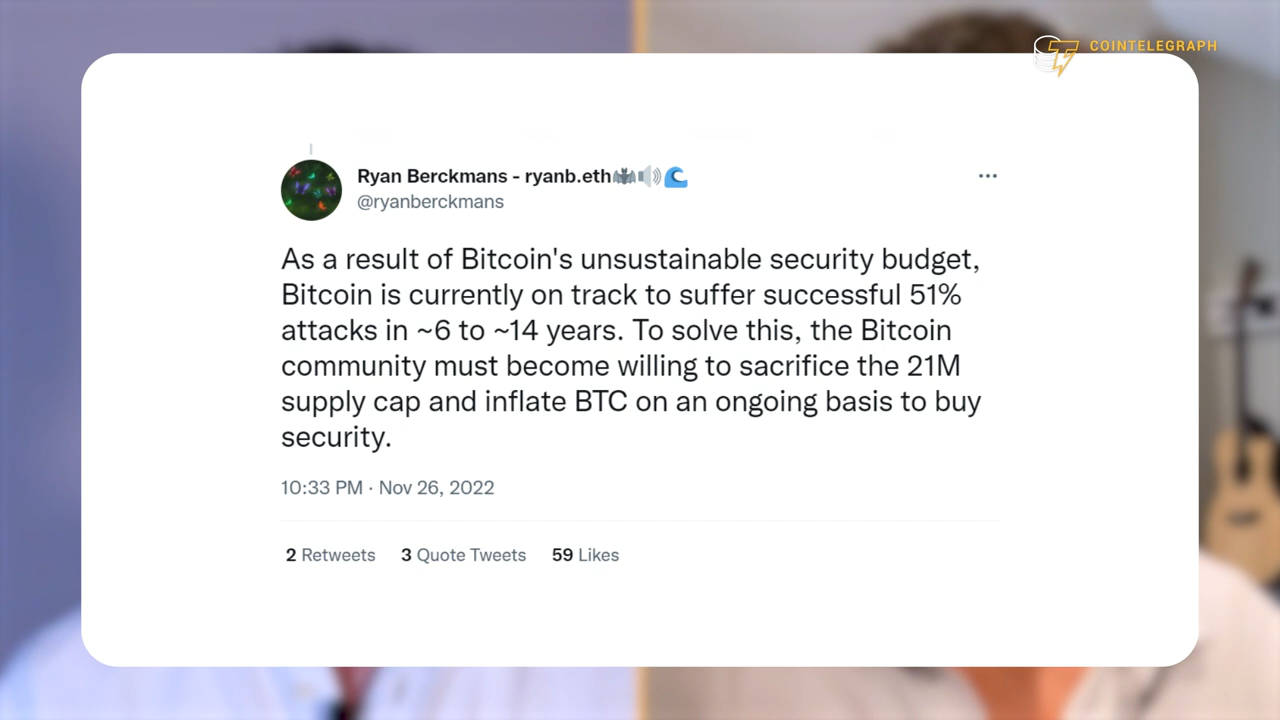 COINTELEGRAPH
Ryan Berckmans - ryanb.eth🦇🔊🌊
@ryanberckmans
As a result of Bitcoin's unsustainable security budget,
Bitcoin is currently on track to suffer successful 51%
attacks in ~6 to ~14 years. To solve this, the Bitcoin
community must become willing to sacrifice the 21M
supply cap and inflate BTC on an ongoing basis to buy
security.
10:33 PM · Nov 26, 2022
2 Retweets 3 Quote Tweets 59 Likes